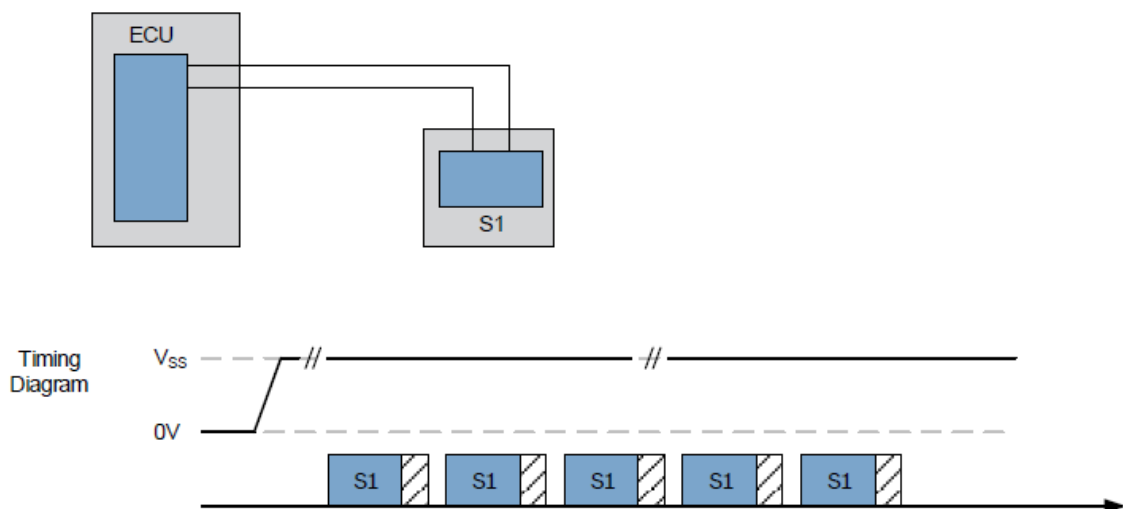 ECU
S1
Timing
Diagram
VSS
0V
S1 S1 S1 S1 S1